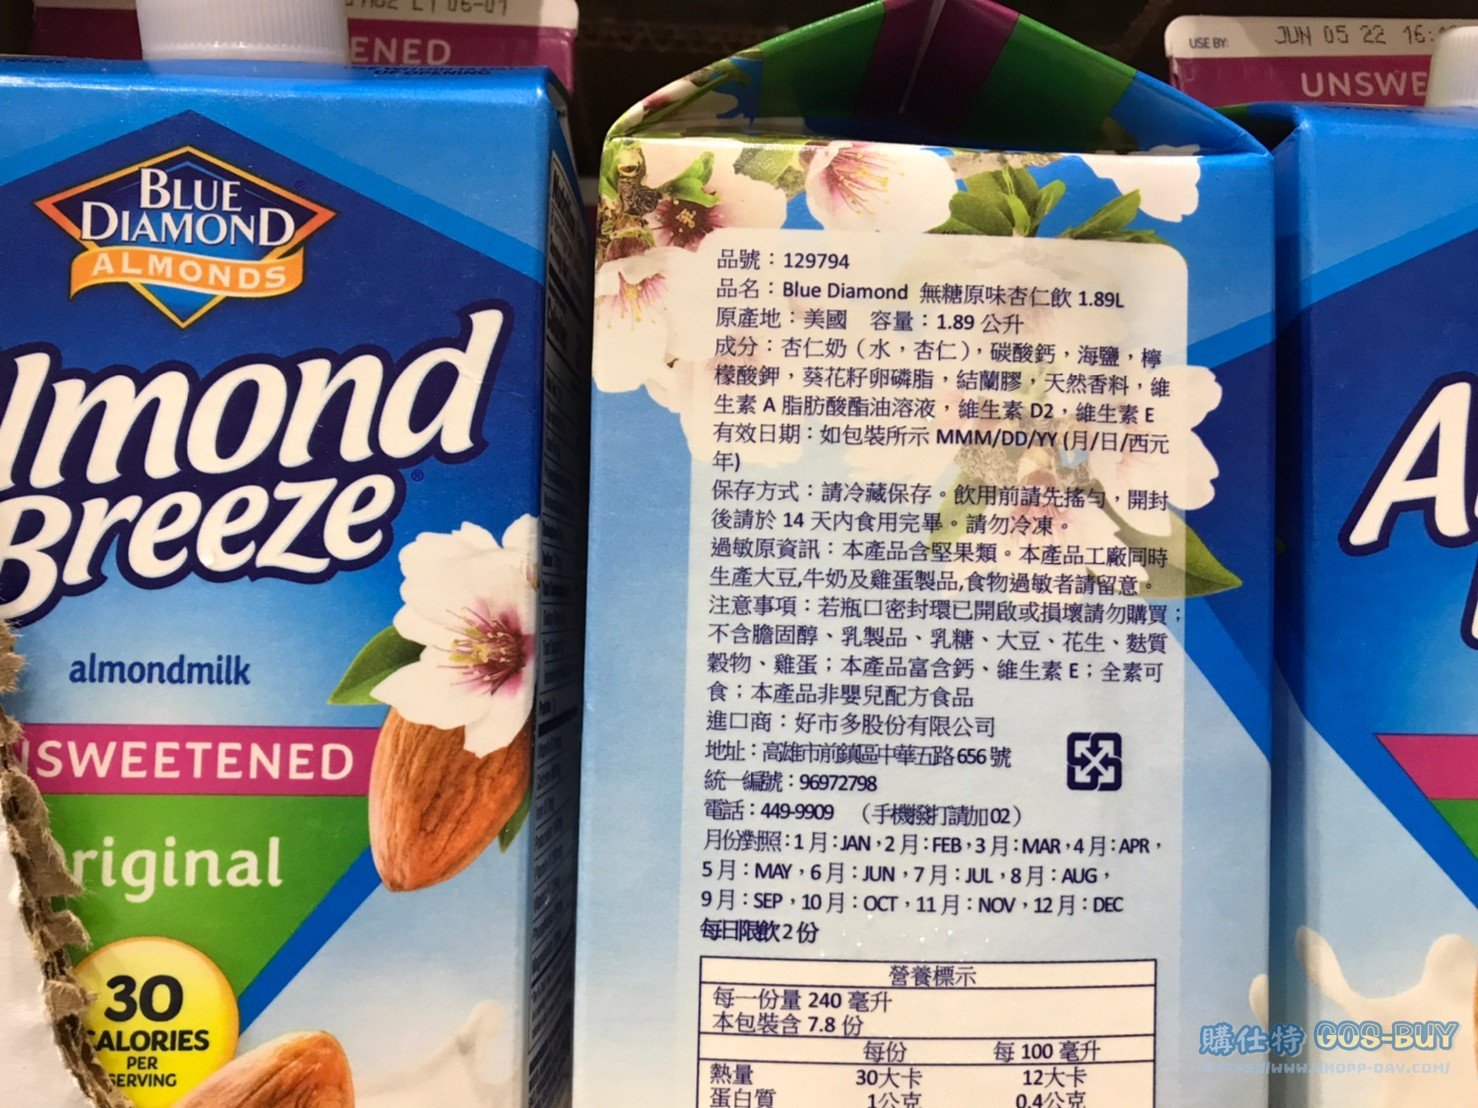 ENED
USE BY:
JUN 05 22 16:
UNSWE
BLUE
DIAMOND
ALMONDS
lmond
Breeze
almondmilk
NSWEETENED
riginal
30
CALORIES
PER
SERVING
品號：129794
品名：Blue Diamond 無糖原味杏仁飲 1.89L
原產地：美國 容量：1.89 公升
成分：杏仁奶（水，杏仁），碳酸鈣，海鹽，檸
檬酸鉀，葵花籽卵磷脂，結蘭膠，天然香料，維
生素 A 脂肪酸酯油溶液，維生素 D2，維生素 E
有效日期：如包裝所示 MMM/DD/YY (月/日/西元
年)
保存方式：請冷藏保存。飲用前請先搖勻，開封
後請於 14 天內食用完畢。請勿冷凍。
過敏原資訊：本產品含堅果類。本產品工廠同時
生產大豆,牛奶及雞蛋製品,食物過敏者請留意。
注意事項：若瓶口密封環已開啟或損壞請勿購買；
不含膽固醇、乳製品、乳糖、大豆、花生、麩質
穀物、雞蛋；本產品富含鈣、維生素 E；全素可
食；本產品非嬰兒配方食品
進口商：好市多股份有限公司
地址：高雄市前鎮區中華五路 656 號
統一編號：96972798
電話：449-9909 （手機撥打請加 02）
月份對照：1 月：JAN，2 月：FEB，3 月：MAR，4 月：APR，
5 月：MAY，6 月：JUN，7 月：JUL，8 月：AUG，
9 月：SEP，10 月：OCT，11 月：NOV，12 月：DEC
每日限飲 2 份
營養標示
每一份量 240 毫升
本包裝含 7.8 份
每份 每 100 毫升
熱量 30大卡 12大卡
蛋白質 1公克 0.4公克
A
購仕特 GOS-BUY
HTTPS://WWW.SHOPP-DAY.COM/